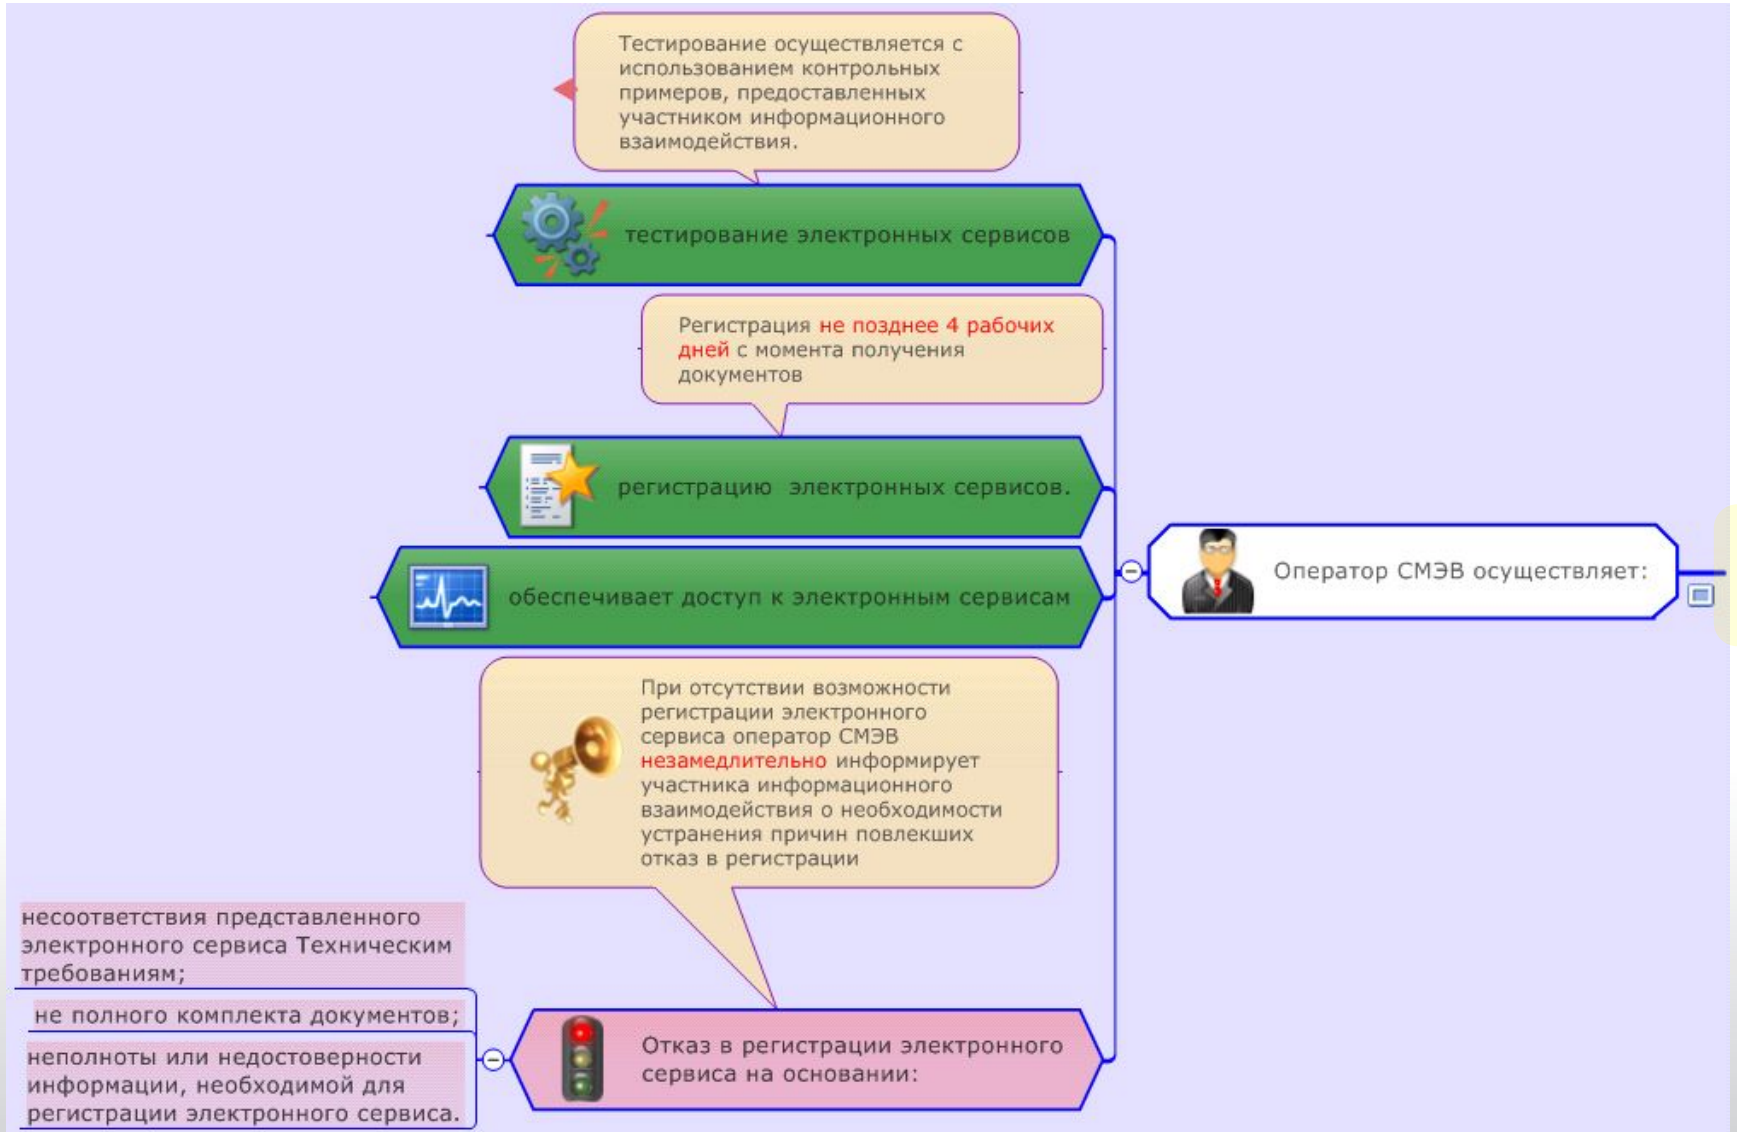 Тестирование осуществляется с
использованием контрольных
примеров, предоставленных
участником информационного
взаимодействия.
тестирование электронных сервисов
Регистрация не позднее 4 рабочих
дней с момента получения
документов
регистрацию  электронных сервисов.
Оператор СМЭВ осуществляет:
обеспечивает доступ к электронным сервисам
При отсутствии возможности
регистрации электронного
сервиса оператор СМЭВ
незамедлительно информирует
участника информационного
взаимодействия о необходимости
устранения причин повлекших
отказ в регистрации
несоответствия представленного
электронного сервиса Техническим
требованиям;
не полного комплекта документов;
неполноты или недостоверности
информации, необходимой для
регистрации электронного сервиса.
Отказ в регистрации электронного
сервиса на основании: